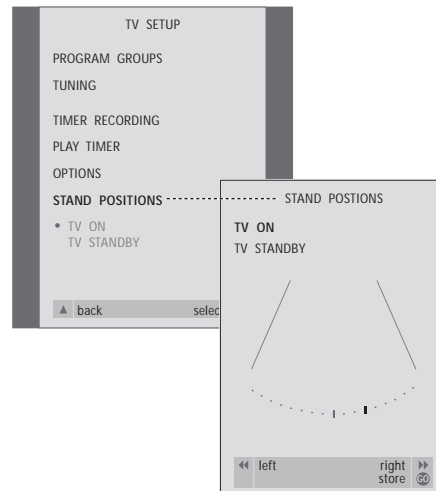 TV SETUP
PROGRAM GROUPS
TUNING
TIMER RECORDING
PLAY TIMER
OPTIONS
STAND POSITIONS
• TV ON
TV STANDBY
▲ back
STAND POSTIONS
TV ON
TV STANDBY
◀◀ left right ▶▶
store GO